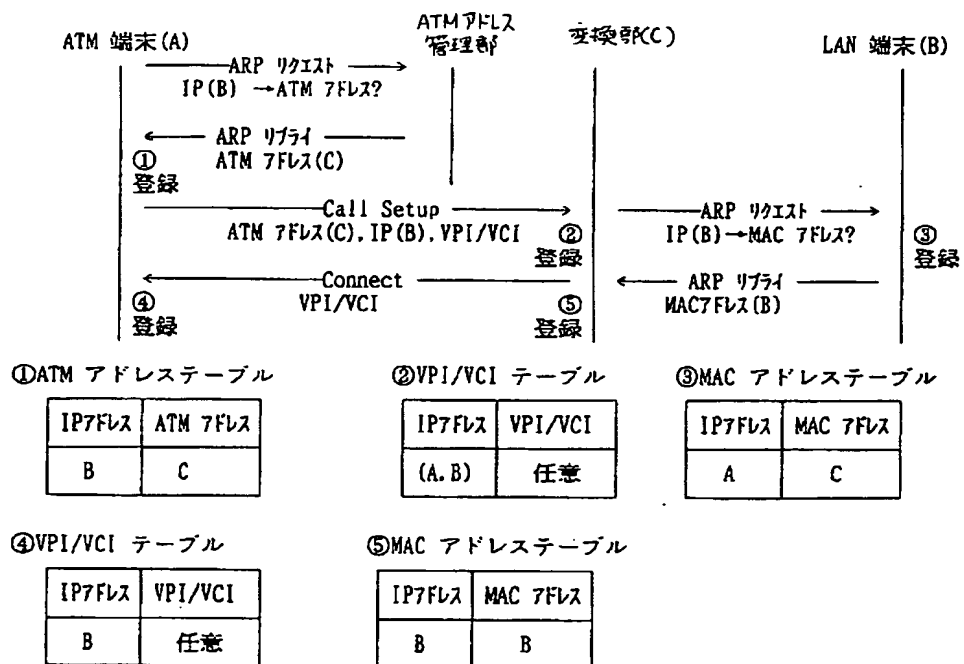 ATM 端末(A)
ATMアドレス
管理部
変換部(C)
LAN 端末(B)
ARP リクエスト
IP(B) →ATM アドレス?
ARP リプライ
ATM アドレス(C)
①
登録
Call Setup
ATM アドレス(C), IP(B), VPI/VCI
②
登録
ARP リクエスト
IP(B)→MAC アドレス?
③
登録
Connect
VPI/VCI
④
登録
⑤
登録
ARP リプライ
MACアドレス(B)
①ATM アドレステーブル
IPアドレス ATM アドレス
B C
②VPI/VCI テーブル
IPアドレス VPI/VCI
(A.B) 任意
③MAC アドレステーブル
IPアドレス MAC アドレス
A C
④VPI/VCI テーブル
IPアドレス VPI/VCI
B 任意
⑤MAC アドレステーブル
IPアドレス MAC アドレス
B B